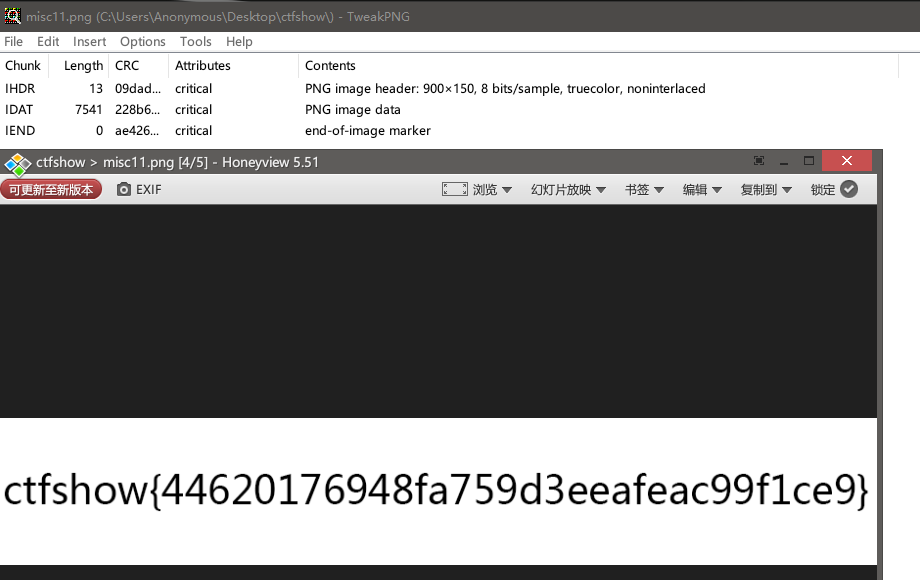 misc11.png (C:\Users\Anonymous\Desktop\ctfshow\) - TweakPNG
File Edit Insert Options Tools Help
Chunk Length CRC Attributes Contents
IHDR 13 09dad... critical PNG image header: 900×150, 8 bits/sample, truecolor, noninterlaced
IDAT 7541 228b6... critical PNG image data
IEND 0 ae426... critical end-of-image marker
ctfshow > misc11.png [4/5] - Honeyview 5.51
可更新至新版本 EXIF 浏览 幻灯片放映 书签 编辑 复制到 锁定
ctfshow{44620176948fa759d3eeafeac99f1ce9}